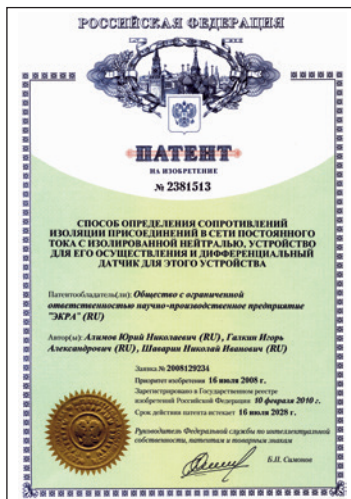 РОССИЙСКАЯ ФЕДЕРАЦИЯ
ПАТЕНТ
НА ИЗОБРЕТЕНИЕ
№ 2381513
СПОСОБ ОПРЕДЕЛЕНИЯ СОПРОТИВЛЕНИЙ
ИЗОЛЯЦИИ ПРИСОЕДИНЕНИЙ В СЕТИ ПОСТОЯННОГО
ТОКА С ИЗОЛИРОВАННОЙ НЕЙТРАЛЬЮ, УСТРОЙСТВО
ДЛЯ ЕГО ОСУЩЕСТВЛЕНИЯ И ДИФФЕРЕНЦИАЛЬНЫЙ
ДАТЧИК ДЛЯ ЭТОГО УСТРОЙСТВА
Патентообладатель(ли): Общество с ограниченной
ответственностью научно-производственное предприятие
"ЭКРА" (RU)
Автор(ы): Алимов Юрий Николаевич (RU), Галкин Игорь
Александрович (RU), Шаварин Николай Иванович (RU)
Заявка № 2008129234
Приоритет изобретения 16 июля 2008 г.
Зарегистрировано в Государственном реестре
изобретений Российской Федерации 10 февраля 2010 г.
Срок действия патента истекает 16 июля 2028 г.
Руководитель Федеральной службы по интеллектуальной
собственности, патентам и товарным знакам
Б.П. Симонов